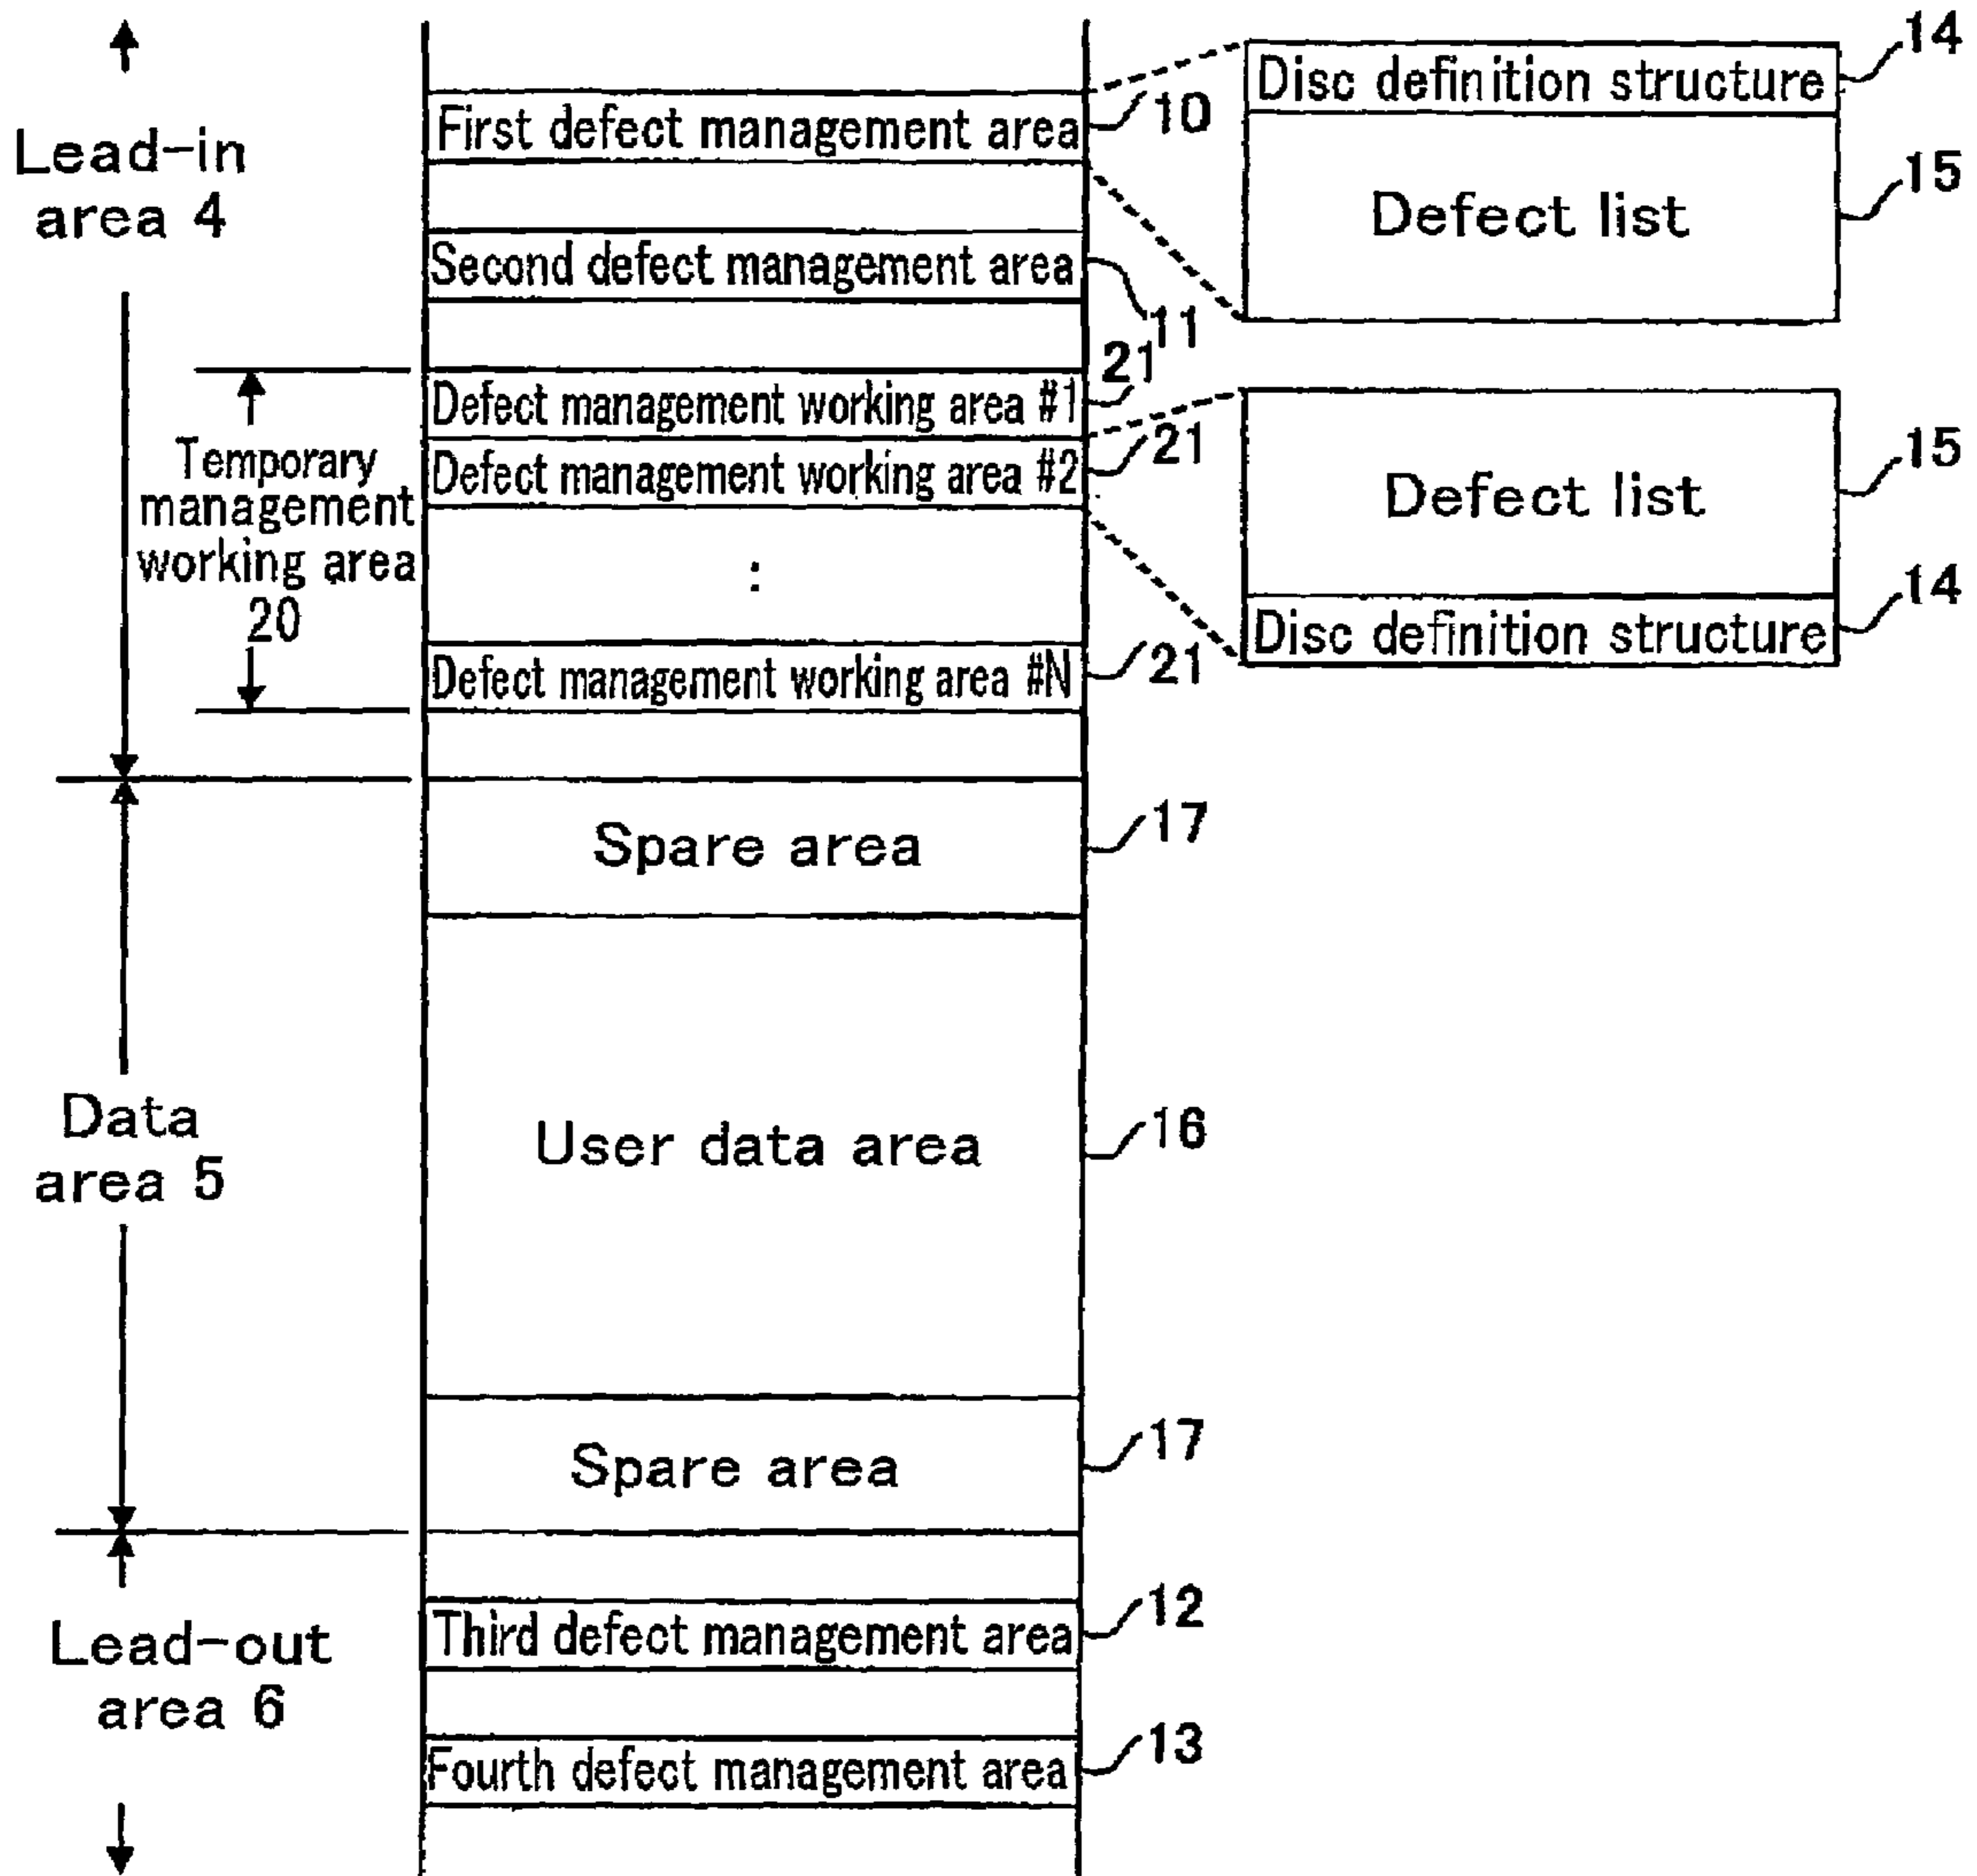 Lead-in
area 4
First defect management area
10
Disc definition structure
14
Defect list
15
Second defect management area
11
Temporary
management
working area
20
Defect management working area #1
21
Defect management working area #2
21
:
Defect management working area #N
21
Defect list
15
Disc definition structure
14
Data
area 5
Spare area
17
User data area
16
Spare area
17
Lead-out
area 6
Third defect management area
12
Fourth defect management area
13